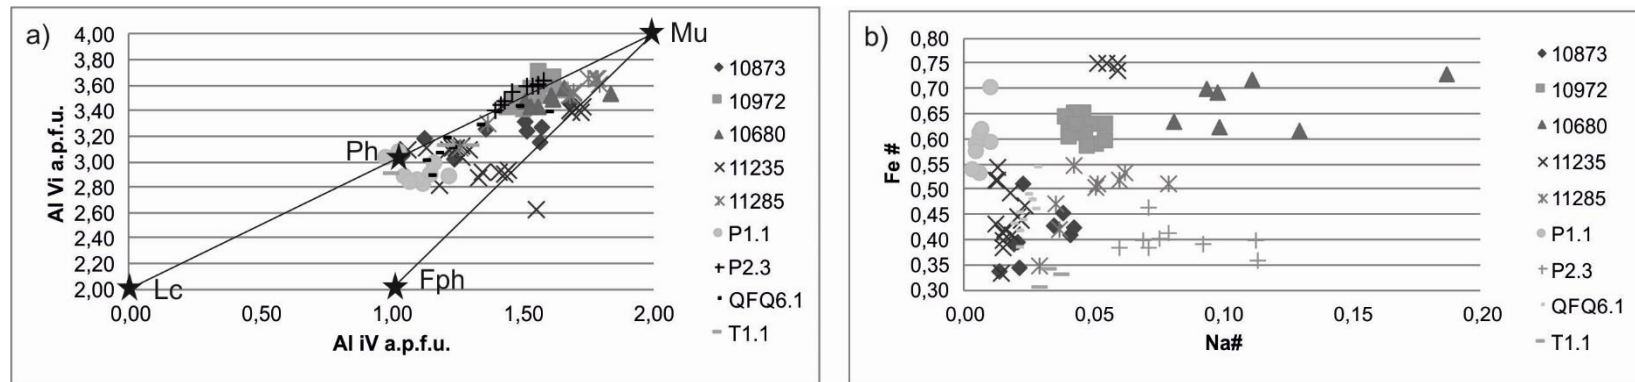 a)
Al Vi a.p.f.u.
4,00
3,80
3,60
3,40
3,20
3,00
2,80
2,60
2,40
2,20
2,00
0,00 0,50 1,00 1,50 2,00
Al iV a.p.f.u.
Mu
Ph
Lc
Fph
10873
10972
10680
11235
11285
P1.1
P2.3
QFQ6.1
T1.1
b)
Fe #
0,80
0,75
0,70
0,65
0,60
0,55
0,50
0,45
0,40
0,35
0,30
0,00 0,05 0,10 0,15 0,20
Na#
10873
10972
10680
11235
11285
P1.1
P2.3
QFQ6.1
T1.1